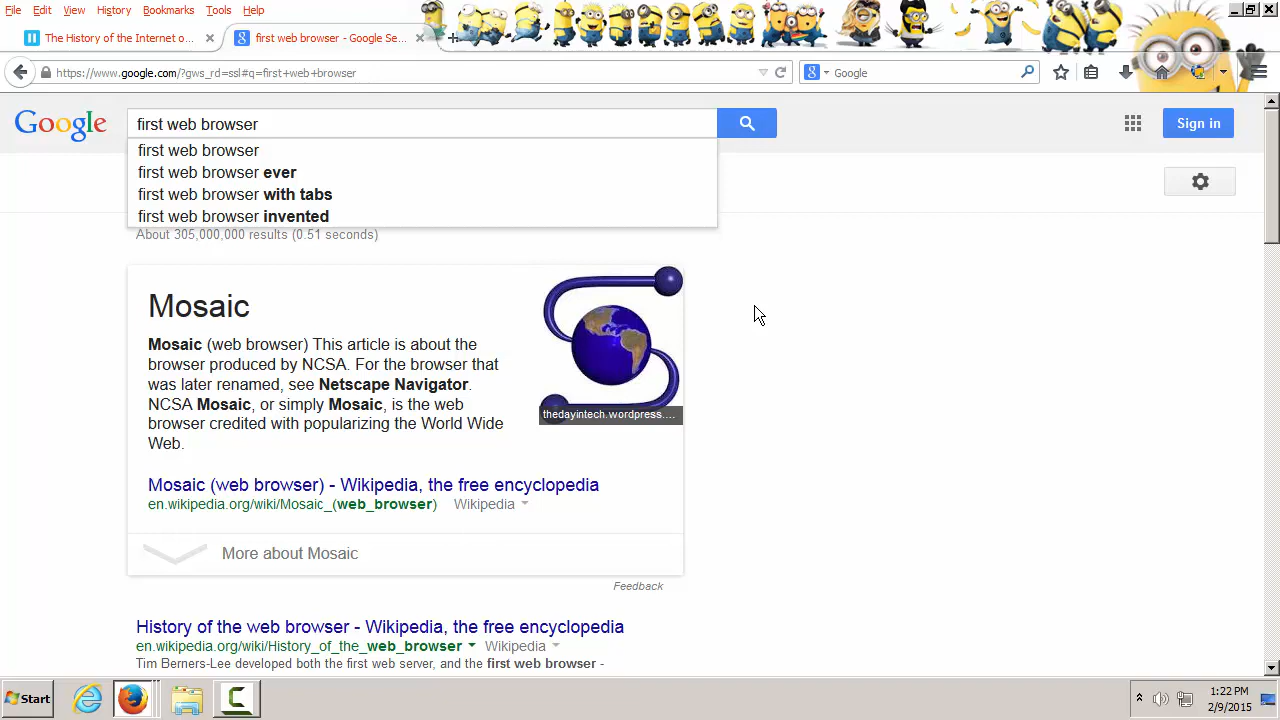 File Edit View History Bookmarks Tools Help
The History of the Internet o... × first web browser - Google Se... ×
https://www.google.com/?gws_rd=ssl#q=first+web+browser Google
Google first web browser Sign in
first web browser
first web browser ever
first web browser with tabs
first web browser invented
About 305,000,000 results (0.51 seconds)
Mosaic
Mosaic (web browser) This article is about the
browser produced by NCSA. For the browser that
was later renamed, see Netscape Navigator.
NCSA Mosaic, or simply Mosaic, is the web
browser credited with popularizing the World Wide
Web.
thedayintech.wordpress....
Mosaic (web browser) - Wikipedia, the free encyclopedia
en.wikipedia.org/wiki/Mosaic_(web_browser) Wikipedia
More about Mosaic
Feedback
History of the web browser - Wikipedia, the free encyclopedia
en.wikipedia.org/wiki/History_of_the_web_browser Wikipedia
Tim Berners-Lee developed both the first web server, and the first web browser -
Start
1:22 PM
2/9/2015